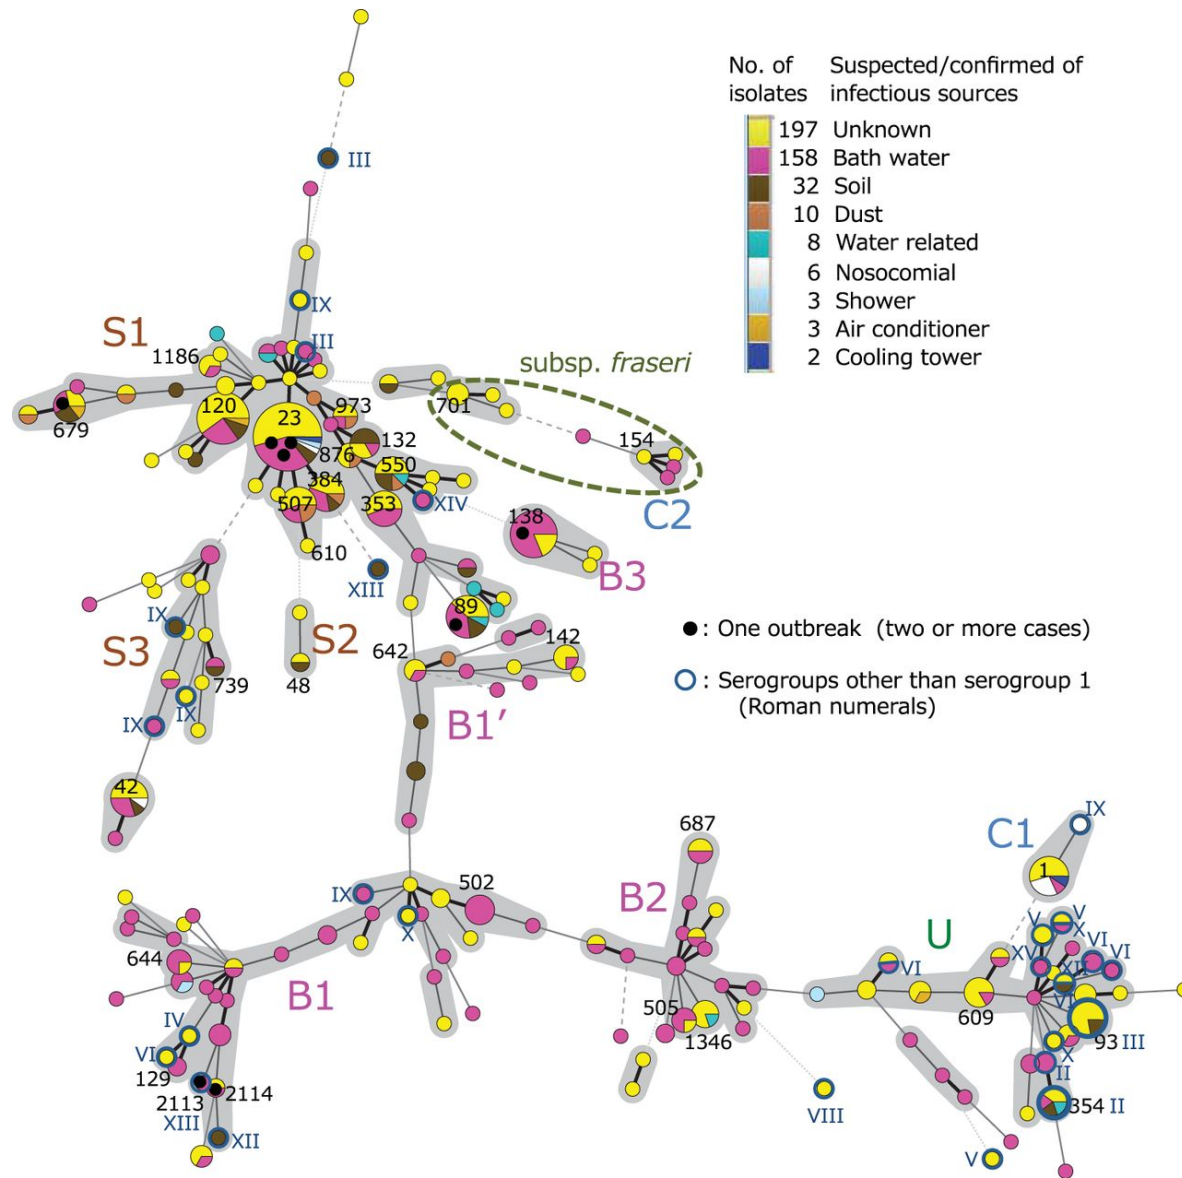 No. of Suspected/confirmed of
isolates infectious sources
197 Unknown
158 Bath water
32 Soil
10 Dust
8 Water related
6 Nosocomial
3 Shower
3 Air conditioner
2 Cooling tower
III
IX
S1
III
1186
subsp. fraseri
120
23
973
701
679
876
132
154
384
550
507
353
XIV
C2
138
610
XIII
B3
IX
89
S3
S2
642
142
739
48
IX
IX
B1′
●: One outbreak (two or more cases)
○: Serogroups other than serogroup 1
(Roman numerals)
42
687
C1
IX
1
502
IX
B2
X
V
V
X
U
XV
VI
XII
VI
644
VI
VI
B1
505
609
1346
93 III
IV
X
VI
129
II
2113
2114
354 II
XIII
XII
VIII
V